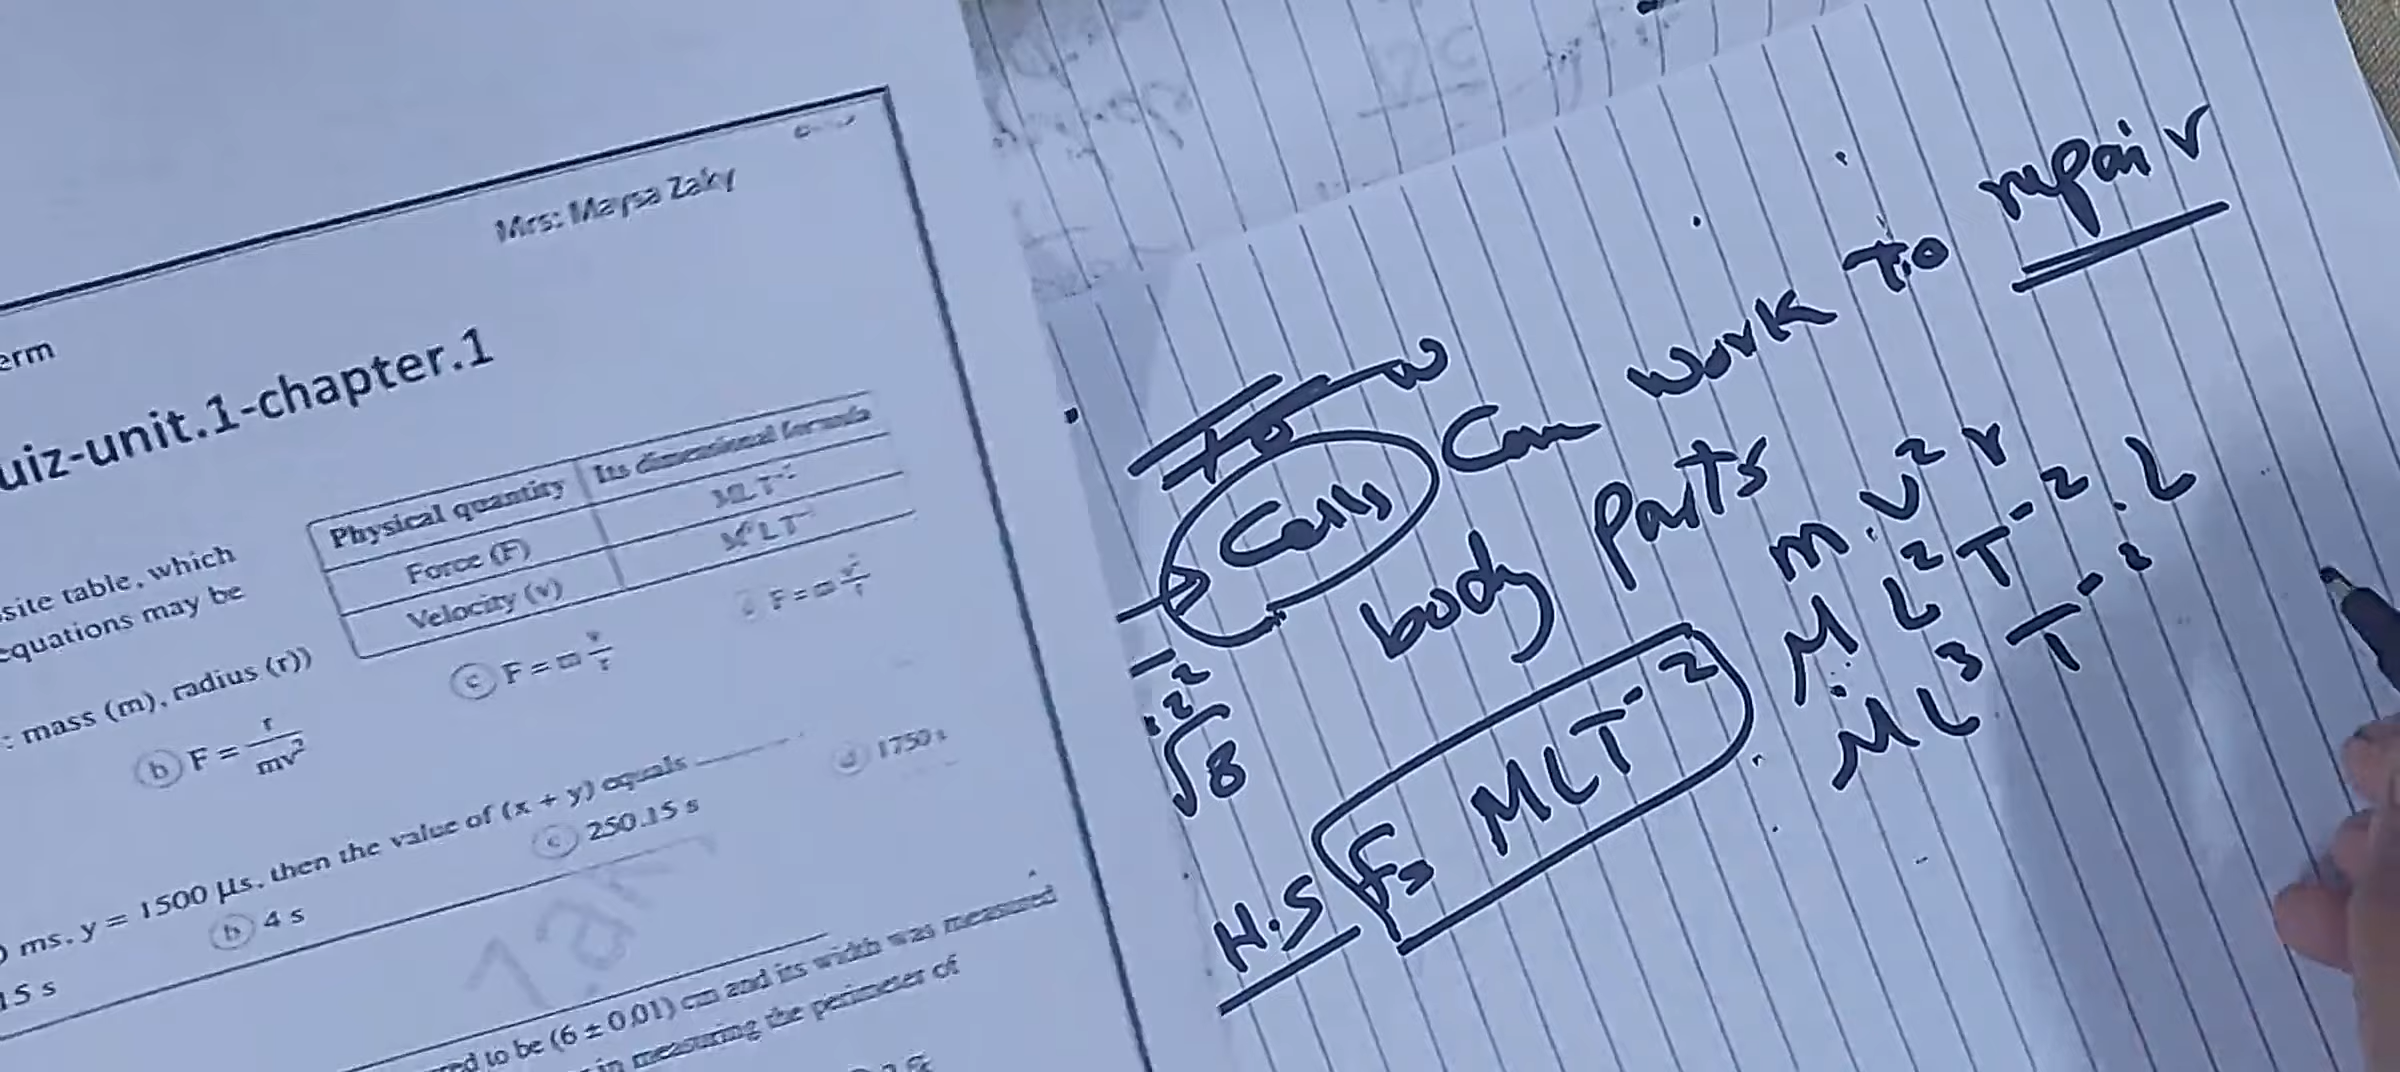 Mrs: Maysa Zaky
erm
uiz-unit.1-chapter.1
Physical quantity Its dimensional formula
Force (F) MLT⁻²
Velocity (v) M⁰LT⁻¹
site table, which
equations may be
: mass (m), radius (r))
b F = r/mv²
c F = m v/r
d F = m v²/r
ms, y = 1500 μs, then the value of (x + y) equals
15 s
b 4 s
c 250.15 s
d 1750 s
red to be (6 ± 0.01) cm and its width was measured
in measuring the perimeter of
Cells Can work To repair
body Parts
m.v² r
M L² T⁻² . L
M L³ T⁻²
√8
H.S F= MLT⁻²